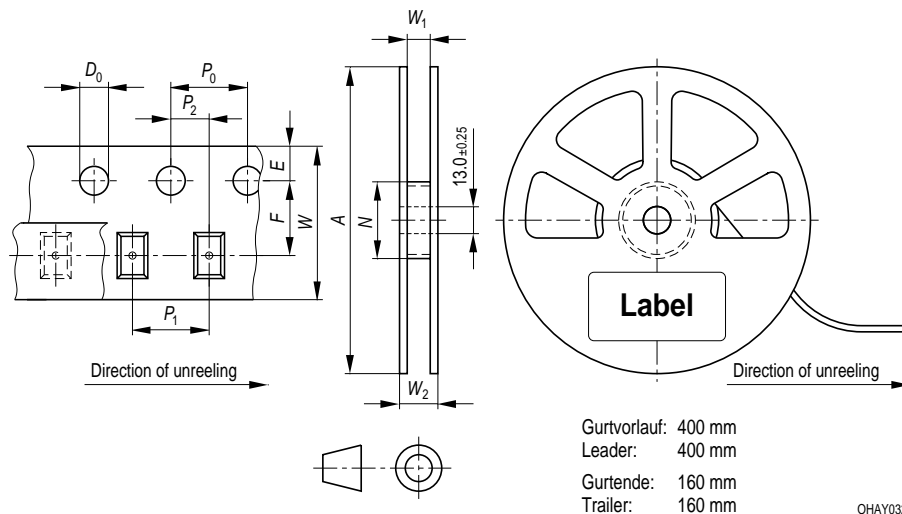 W1
D0
P0
P2
E
F
W
A
N
13.0±0.25
P1
Label
Direction of unreeling
W2
Direction of unreeling
Gurtvorlauf: 400 mm
Leader: 400 mm
Gurtende: 160 mm
Trailer: 160 mm